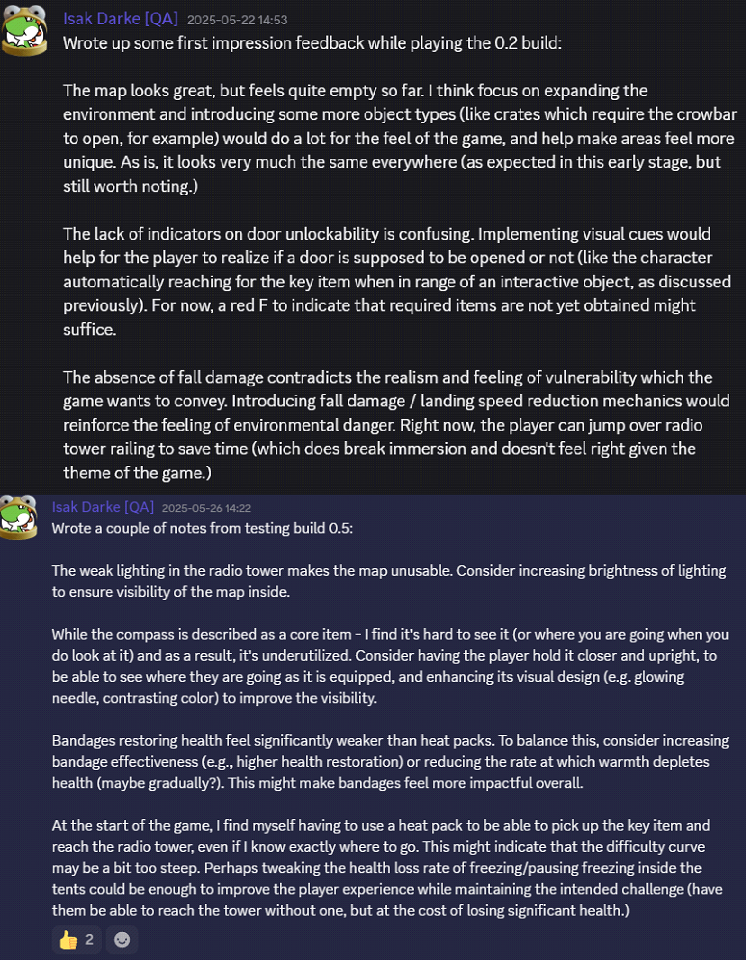 Isak Darke [QA] 2025-05-22 14:53
Wrote up some first impression feedback while playing the 0.2 build:
The map looks great, but feels quite empty so far. I think focus on expanding the
environment and introducing some more object types (like crates which require the crowbar
to open, for example) would do a lot for the feel of the game, and help make areas feel more
unique. As is, it looks very much the same everywhere (as expected in this early stage, but
still worth noting.)
The lack of indicators on door unlockability is confusing. Implementing visual cues would
help for the player to realize if a door is supposed to be opened or not (like the character
automatically reaching for the key item when in range of an interactive object, as discussed
previously). For now, a red F to indicate that required items are not yet obtained might
suffice.
The absence of fall damage contradicts the realism and feeling of vulnerability which the
game wants to convey. Introducing fall damage / landing speed reduction mechanics would
reinforce the feeling of environmental danger. Right now, the player can jump over radio
tower railing to save time (which does break immersion and doesn't feel right given the
theme of the game.)
Isak Darke [QA] 2025-05-26 14:22
Wrote a couple of notes from testing build 0.5:
The weak lighting in the radio tower makes the map unusable. Consider increasing brightness of lighting
to ensure visibility of the map inside.
While the compass is described as a core item - I find it's hard to see it (or where you are going when you
do look at it) and as a result, it's underutilized. Consider having the player hold it closer and upright, to
be able to see where they are going as it is equipped, and enhancing its visual design (e.g. glowing
needle, contrasting color) to improve the visibility.
Bandages restoring health feel significantly weaker than heat packs. To balance this, consider increasing
bandage effectiveness (e.g., higher health restoration) or reducing the rate at which warmth depletes
health (maybe gradually?). This might make bandages feel more impactful overall.
At the start of the game, I find myself having to use a heat pack to be able to pick up the key item and
reach the radio tower, even if I know exactly where to go. This might indicate that the difficulty curve
may be a bit too steep. Perhaps tweaking the health loss rate of freezing/pausing freezing inside the
tents could be enough to improve the player experience while maintaining the intended challenge (have
them be able to reach the tower without one, but at the cost of losing significant health.)
2